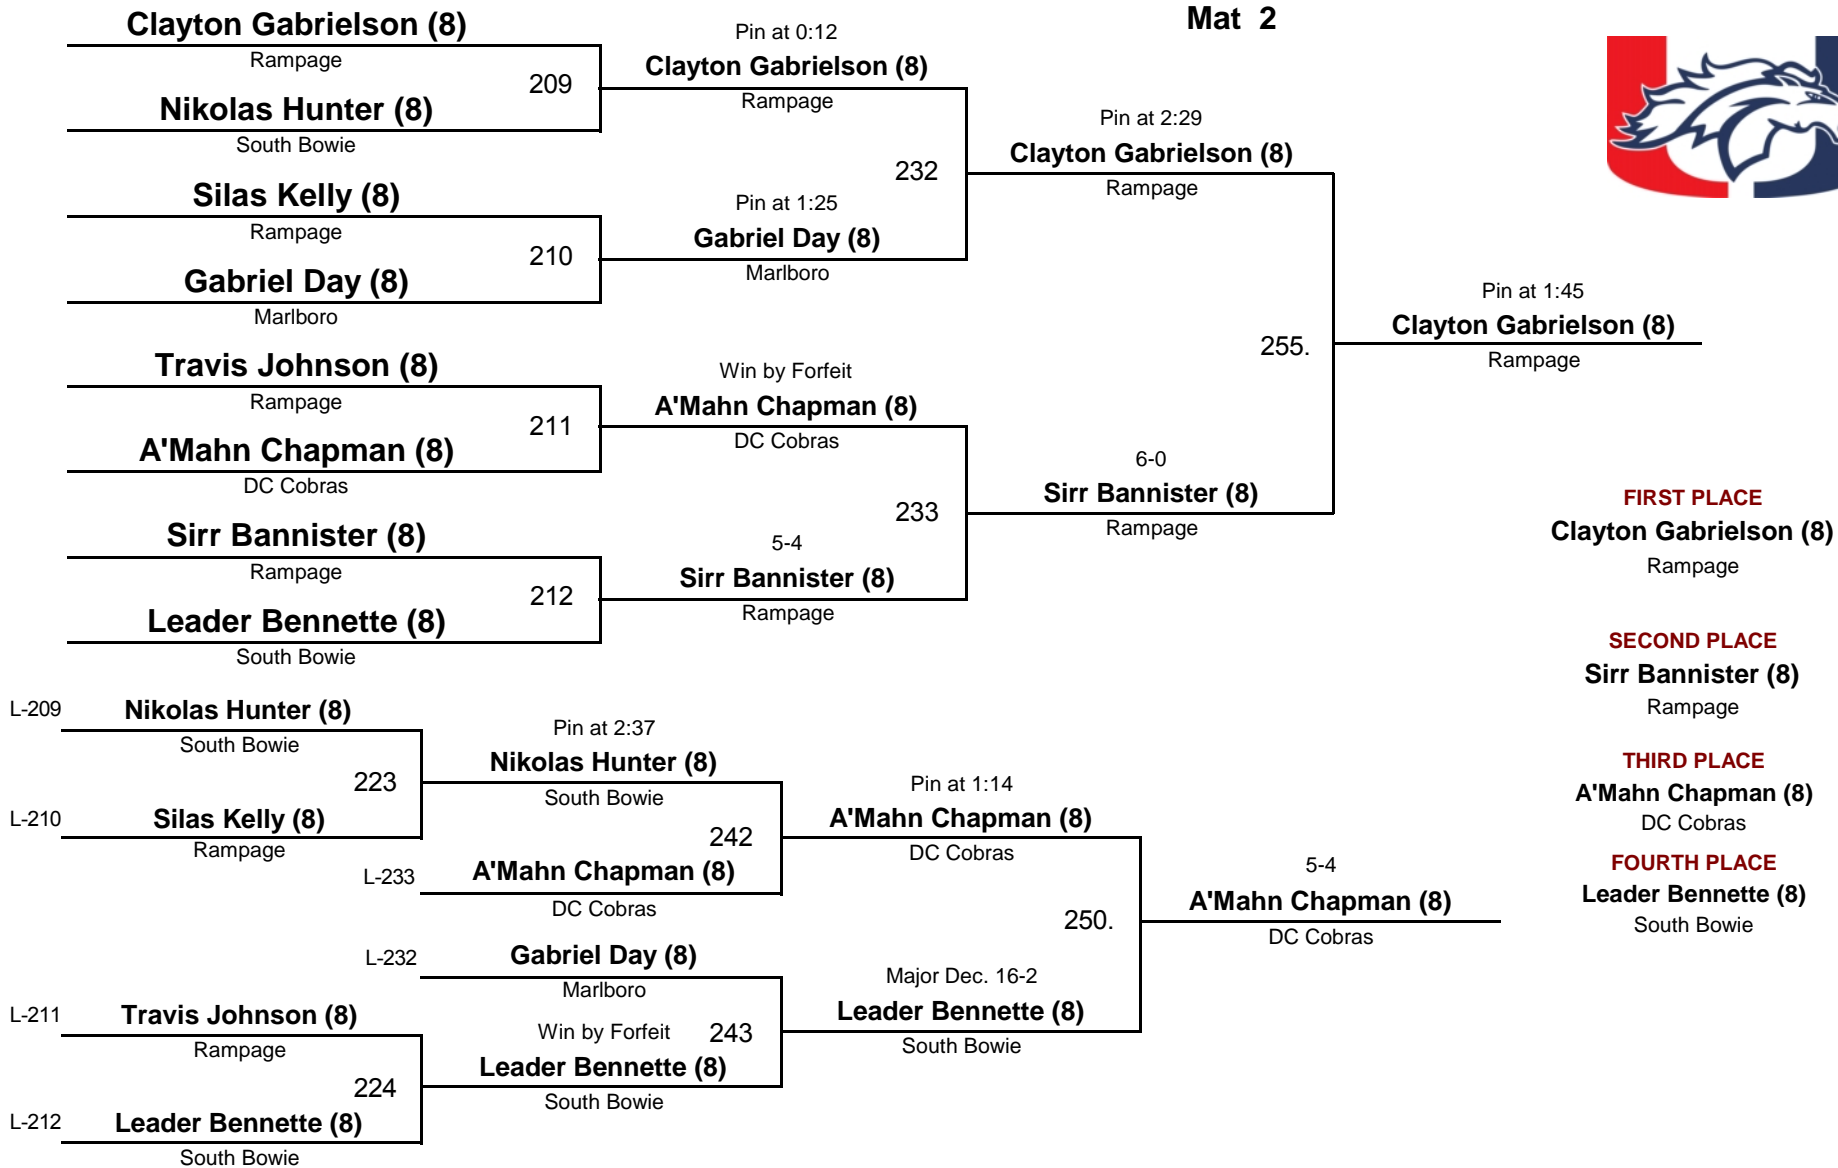 Mat 2
Clayton Gabrielson (8)
Rampage
209
Nikolas Hunter (8)
South Bowie
Silas Kelly (8)
Rampage
210
Gabriel Day (8)
Marlboro
Travis Johnson (8)
Rampage
211
A'Mahn Chapman (8)
DC Cobras
Sirr Bannister (8)
Rampage
212
Leader Bennette (8)
South Bowie
Pin at 0:12
Clayton Gabrielson (8)
Rampage
232
Pin at 1:25
Gabriel Day (8)
Marlboro
Win by Forfeit
A'Mahn Chapman (8)
DC Cobras
233
5-4
Sirr Bannister (8)
Rampage
Pin at 2:29
Clayton Gabrielson (8)
Rampage
255.
6-0
Sirr Bannister (8)
Rampage
Pin at 1:45
Clayton Gabrielson (8)
Rampage
L-209
Nikolas Hunter (8)
South Bowie
223
L-210
Silas Kelly (8)
Rampage
L-211
Travis Johnson (8)
Rampage
224
L-212
Leader Bennette (8)
South Bowie
Pin at 2:37
Nikolas Hunter (8)
South Bowie
242
L-233
A'Mahn Chapman (8)
DC Cobras
L-232
Gabriel Day (8)
Marlboro
Win by Forfeit
243
Leader Bennette (8)
South Bowie
Pin at 1:14
A'Mahn Chapman (8)
DC Cobras
250.
Major Dec. 16-2
Leader Bennette (8)
South Bowie
5-4
A'Mahn Chapman (8)
DC Cobras
FIRST PLACE
Clayton Gabrielson (8)
Rampage
SECOND PLACE
Sirr Bannister (8)
Rampage
THIRD PLACE
A'Mahn Chapman (8)
DC Cobras
FOURTH PLACE
Leader Bennette (8)
South Bowie